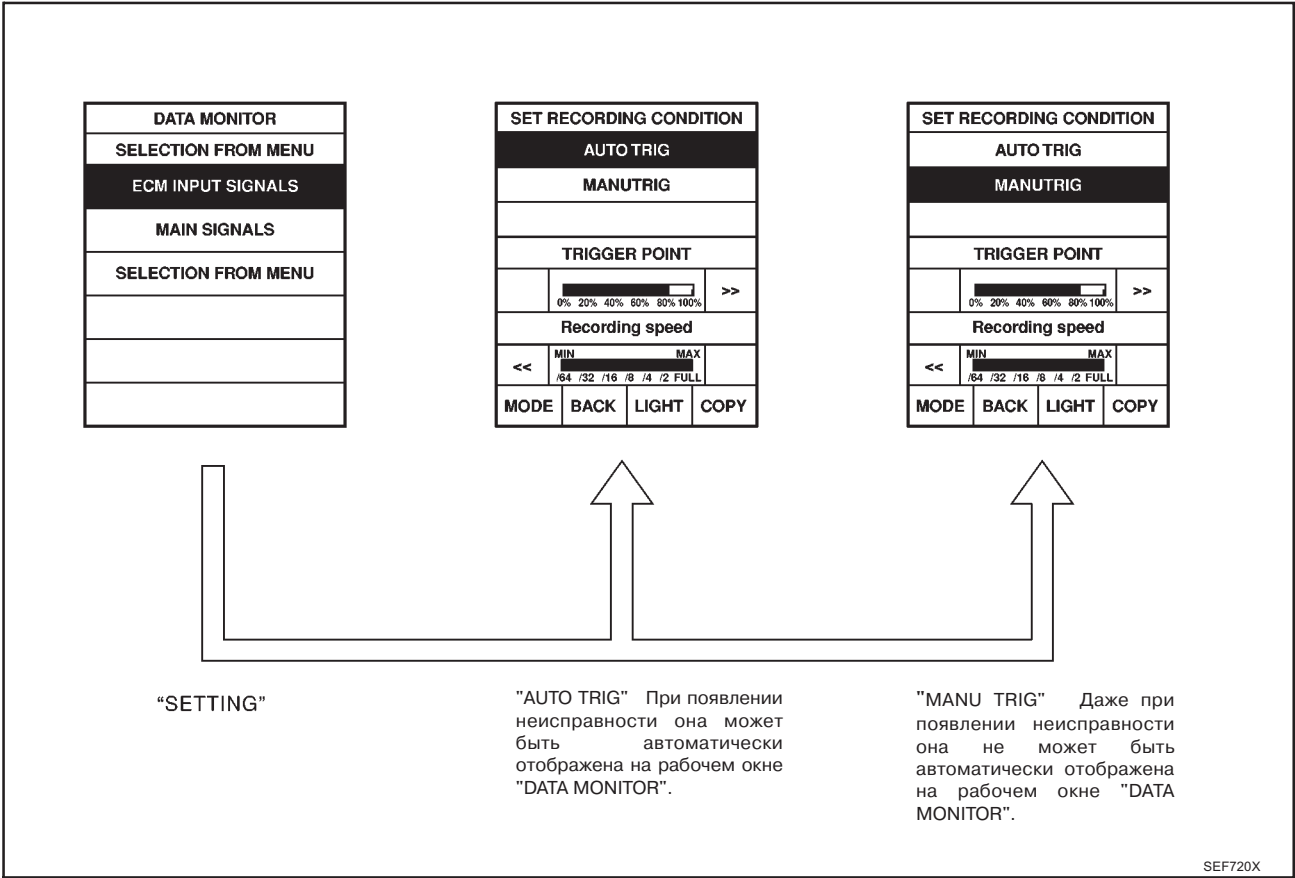 DATA MONITOR
SELECTION FROM MENU
ECM INPUT SIGNALS
MAIN SIGNALS
SELECTION FROM MENU
SET RECORDING CONDITION
AUTO TRIG
MANUTRIG
TRIGGER POINT
>>
0% 20% 40% 60% 80% 100%
Recording speed
MIN MAX
<<
/64 /32 /16 /8 /4 /2 FULL
MODE BACK LIGHT COPY
SET RECORDING CONDITION
AUTO TRIG
MANUTRIG
TRIGGER POINT
>>
0% 20% 40% 60% 80% 100%
Recording speed
MIN MAX
<<
/64 /32 /16 /8 /4 /2 FULL
MODE BACK LIGHT COPY
“SETTING”
"AUTO TRIG" При появлении
неисправности она может
быть автоматически
отображена на рабочем окне
"DATA MONITOR".
"MANU TRIG" Даже при
появлении неисправности
она не может быть
автоматически отображена
на рабочем окне "DATA
MONITOR".
SEF720X